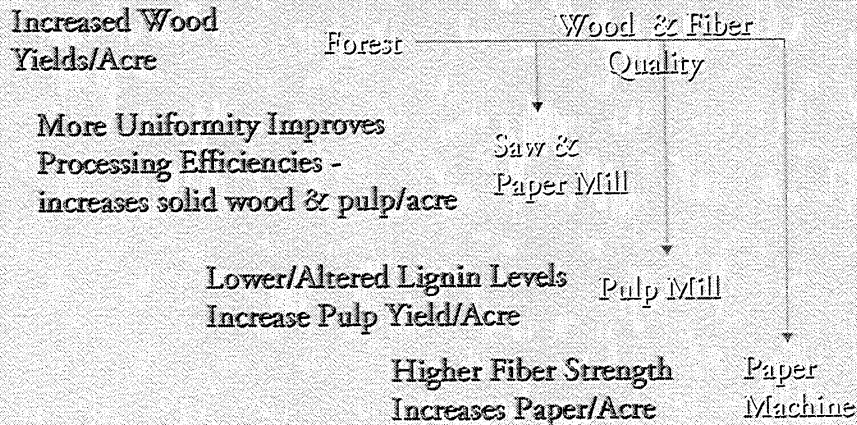 Increased Wood
Yields/Acre
Forest
Wood & Fiber
Quality
More Uniformity Improves
Processing Efficiencies -
increases solid wood & pulp/acre
Saw &
Paper Mill
Lower/Altered Lignin Levels
Increase Pulp Yield/Acre
Pulp Mill
Higher Fiber Strength
Increases Paper/Acre
Paper
Machine